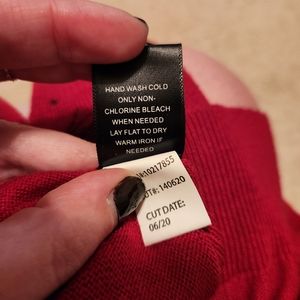 HAND WASH COLD
ONLY NON-
CHLORINE BLEACH
WHEN NEEDED
LAY FLAT TO DRY
WARM IRON IF
NEEDED
10217855
140620
CUT DATE:
06/20